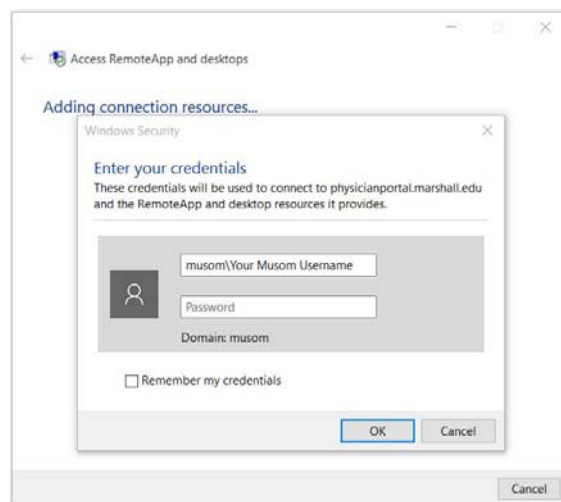 Access RemoteApp and desktops
Adding connection resources...
Windows Security
Enter your credentials
These credentials will be used to connect to physicianportal.marshall.edu
and the RemoteApp and desktop resources it provides.
musom\Your Musom Username
Password
Domain: musom
Remember my credentials
OK
Cancel
Cancel